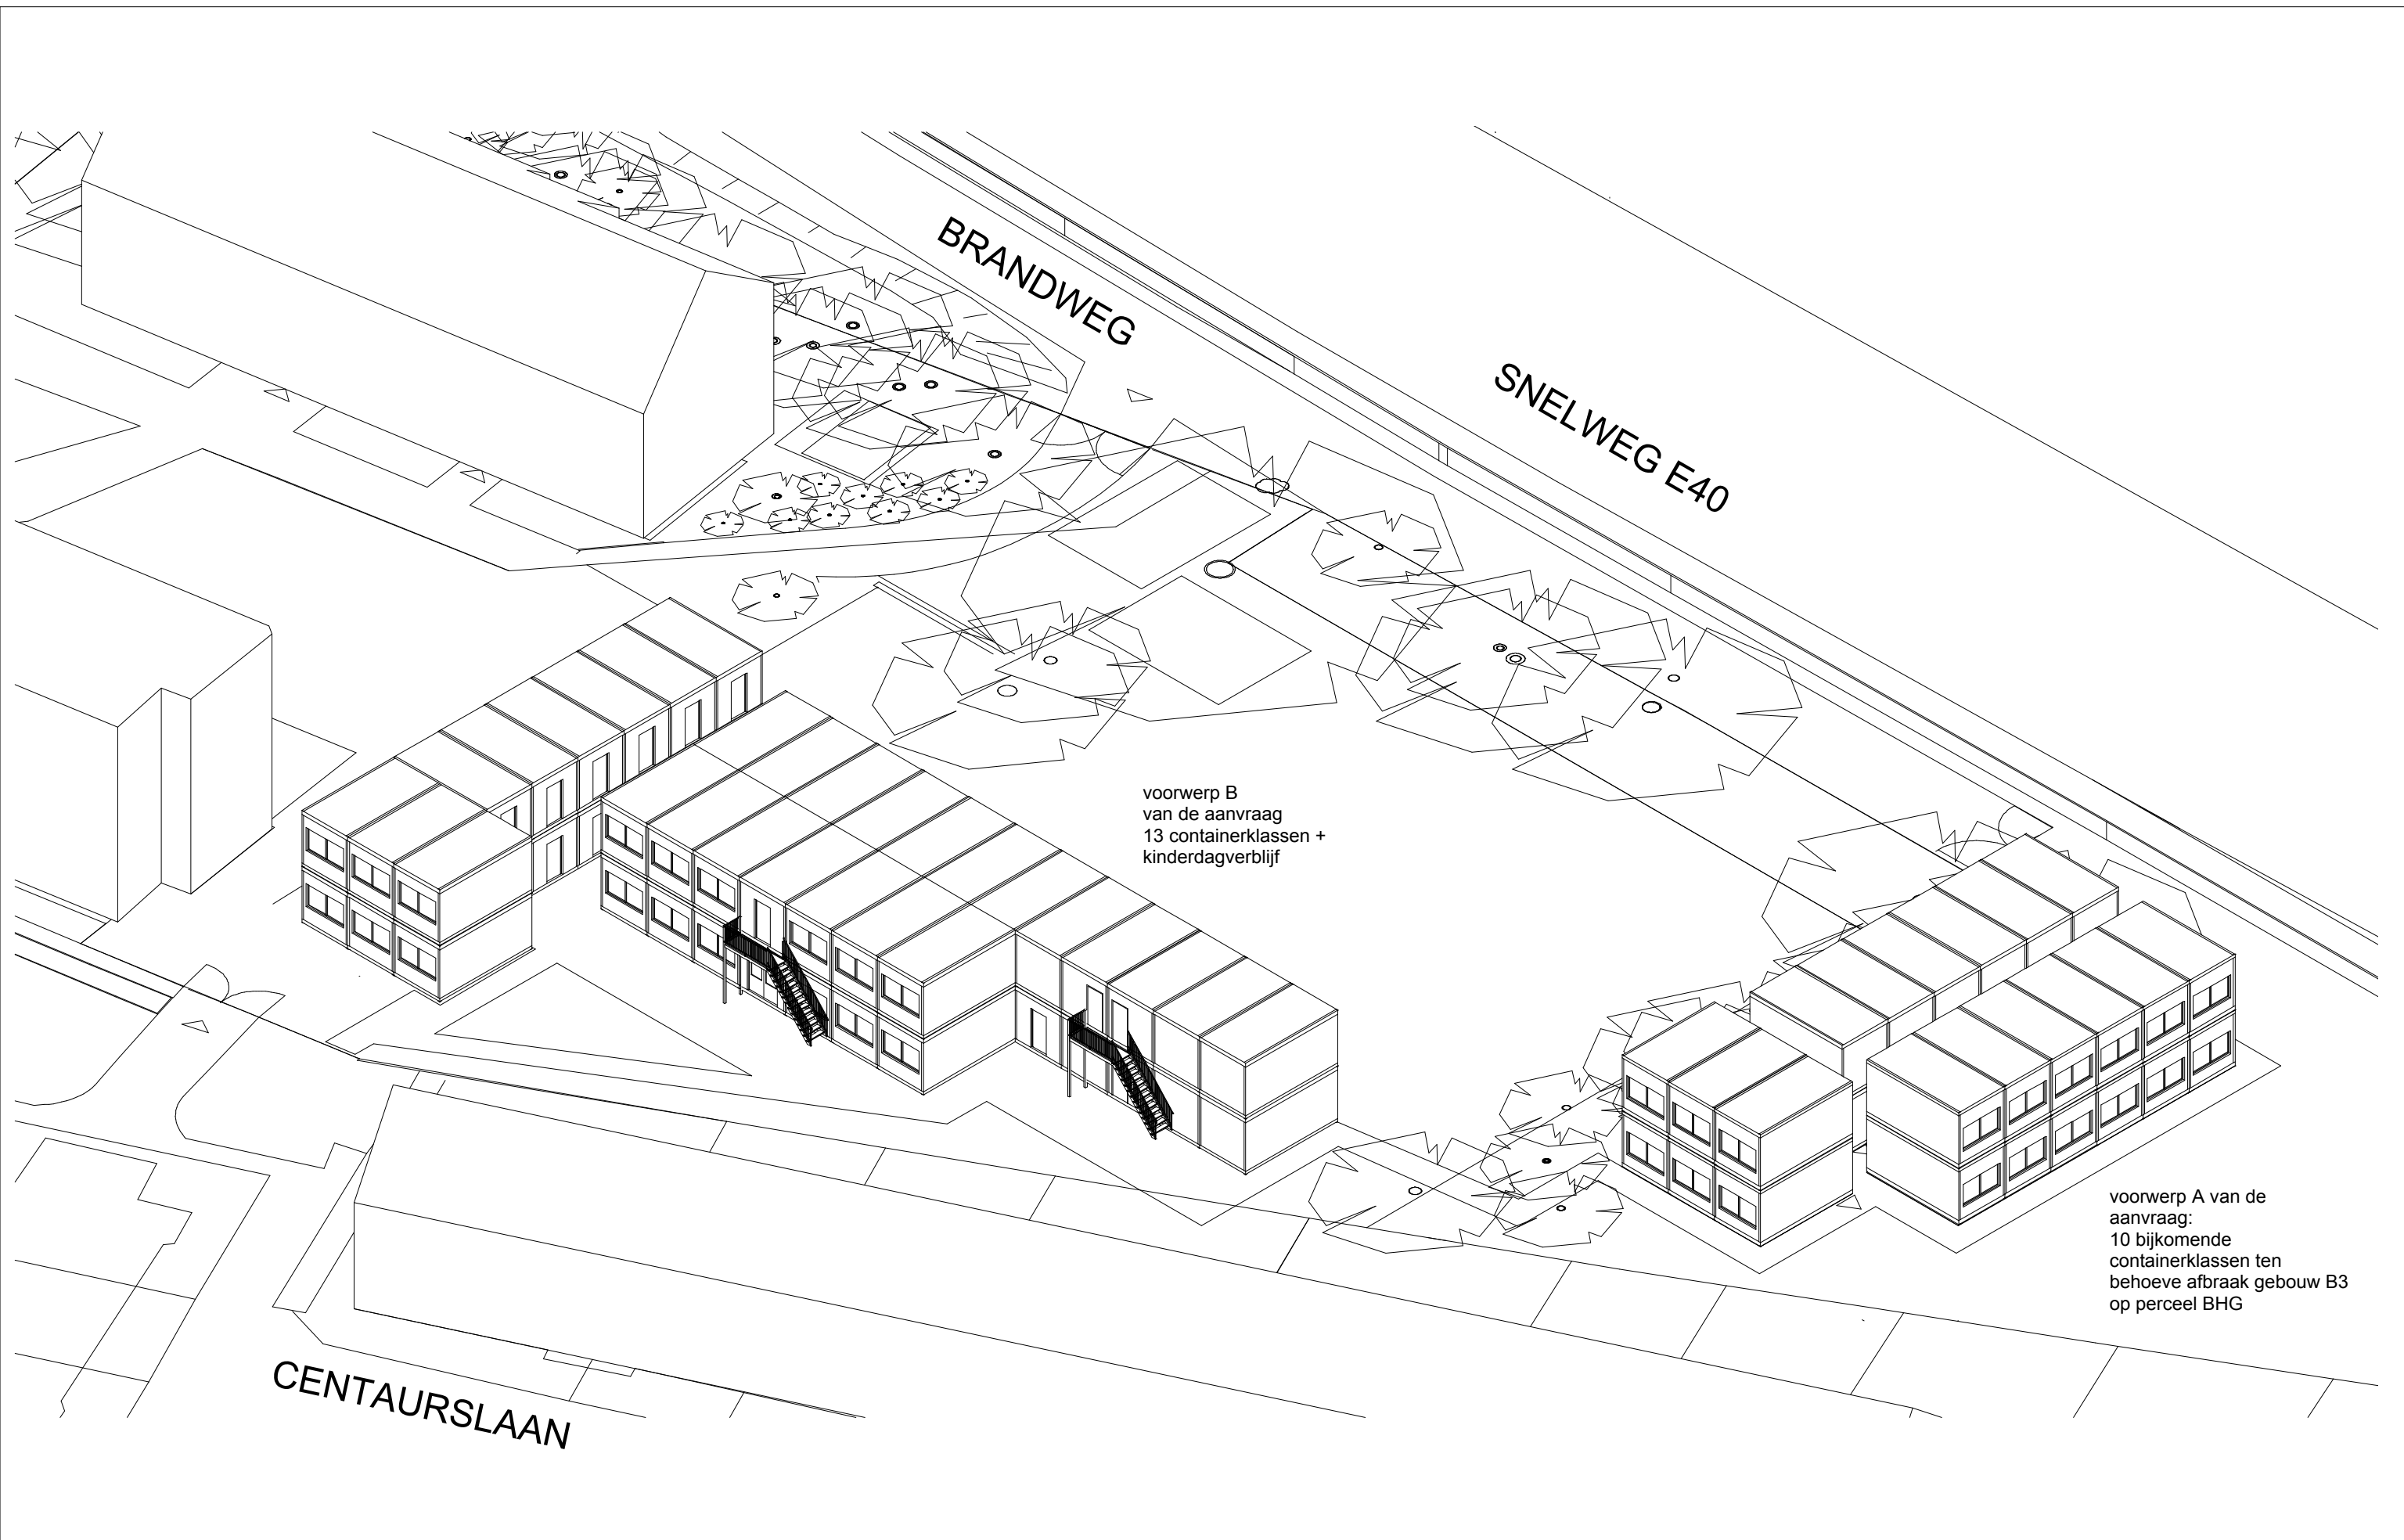 BRANDWEG
SNELWEG E40
voorwerp B
van de aanvraag
13 containerklassen +
kinderdagverblijf
voorwerp A van de
aanvraag:
10 bijkomende
containerklassen ten
behoeve afbraak gebouw B3
op perceel BHG
CENTAURSLAAN